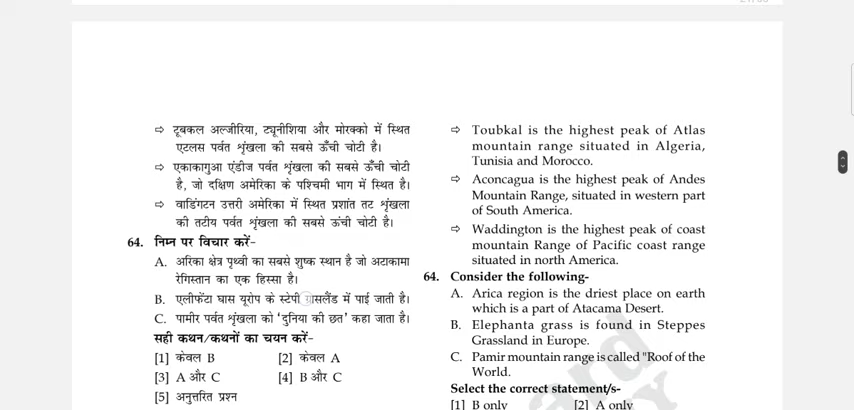 ⇨ टूबकल अल्जीरिया, ट्यूनीशिया और मोरक्को में स्थित
एटलस पर्वत शृंखला की सबसे ऊँची चोटी है।
⇨ एकाकागुआ एंडीज पर्वत शृंखला की सबसे ऊँची चोटी
है, जो दक्षिण अमेरिका के पश्चिमी भाग में स्थित है।
⇨ वाडिंगटन उत्तरी अमेरिका में स्थित प्रशांत तट शृंखला
की तटीय पर्वत शृंखला की सबसे ऊंची चोटी है।
64. निम्न पर विचार करें-
A. अरिका क्षेत्र पृथ्वी का सबसे शुष्क स्थान है जो अटाकामा
रेगिस्तान का एक हिस्सा है।
B. एलीफेंटा घास यूरोप के स्टेपी ग्रासलैंड में पाई जाती है।
C. पामीर पर्वत शृंखला को ‘दुनिया की छत’ कहा जाता है।
सही कथन/कथनों का चयन करें-
[1] केवल B [2] केवल A
[3] A और C [4] B और C
[5] अनुत्तरित प्रश्न
⇨ Toubkal is the highest peak of Atlas
mountain range situated in Algeria,
Tunisia and Morocco.
⇨ Aconcagua is the highest peak of Andes
Mountain Range, situated in western part
of South America.
⇨ Waddington is the highest peak of coast
mountain Range of Pacific coast range
situated in north America.
64. Consider the following-
A. Arica region is the driest place on earth
which is a part of Atacama Desert.
B. Elephanta grass is found in Steppes
Grassland in Europe.
C. Pamir mountain range is called "Roof of the
World.
Select the correct statement/s-
[1] B only [2] A only